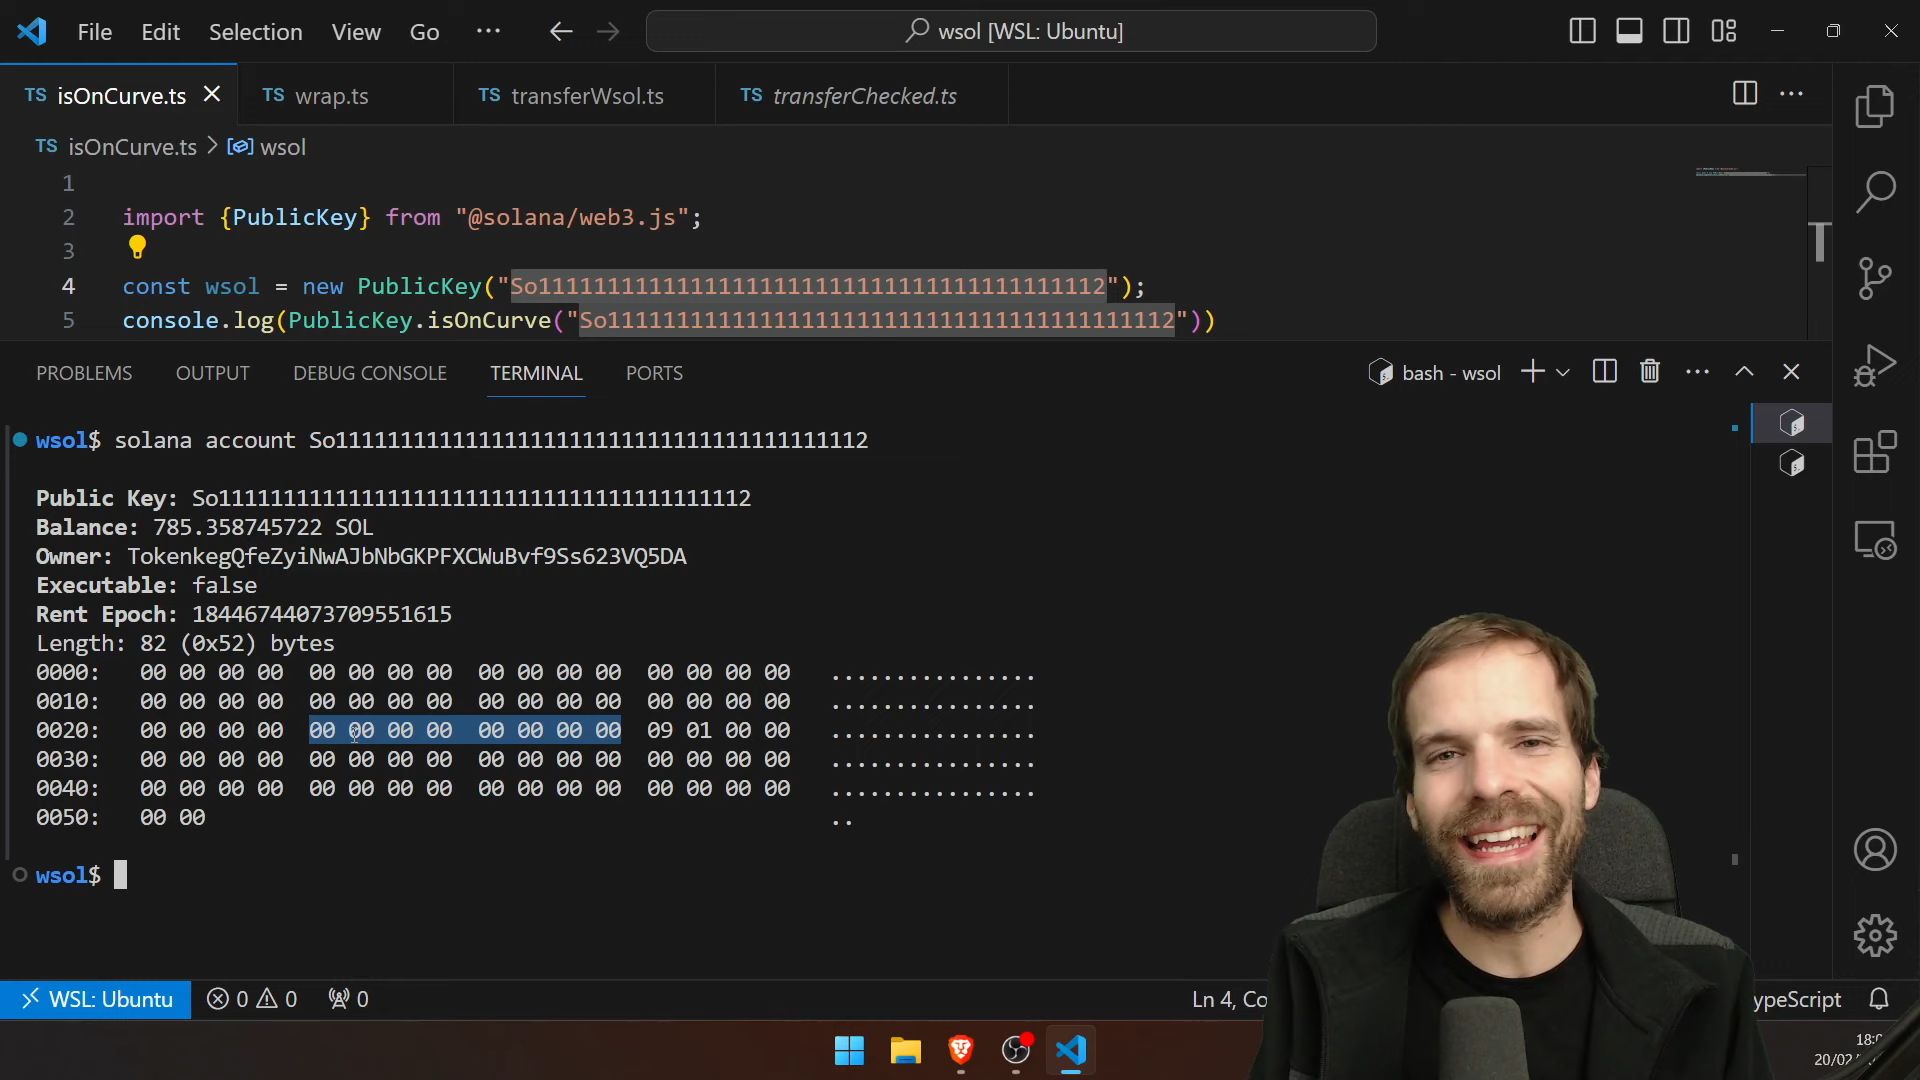 File Edit Selection View Go ··· wsol [WSL: Ubuntu]
TS isOnCurve.ts TS wrap.ts TS transferWsol.ts TS transferChecked.ts
TS isOnCurve.ts > wsol
1
2 import {PublicKey} from "@solana/web3.js";
3
4 const wsol = new PublicKey("So11111111111111111111111111111111111111112");
5 console.log(PublicKey.isOnCurve("So11111111111111111111111111111111111111112"))
PROBLEMS OUTPUT DEBUG CONSOLE TERMINAL PORTS bash - wsol
wsol$ solana account So11111111111111111111111111111111111111112
Public Key: So11111111111111111111111111111111111111112
Balance: 785.358745722 SOL
Owner: TokenkegQfeZyiNwAJbNbGKPFXCWuBvf9Ss623VQ5DA
Executable: false
Rent Epoch: 18446744073709551615
Length: 82 (0x52) bytes
0000: 00 00 00 00 00 00 00 00 00 00 00 00 00 00 00 00 ................
0010: 00 00 00 00 00 00 00 00 00 00 00 00 00 00 00 00 ................
0020: 00 00 00 00 00 00 00 00 00 00 00 00 09 01 00 00 ................
0030: 00 00 00 00 00 00 00 00 00 00 00 00 00 00 00 00 ................
0040: 00 00 00 00 00 00 00 00 00 00 00 00 00 00 00 00 ................
0050: 00 00 ..
wsol$
WSL: Ubuntu 0 0 0 Ln 4, Co ypeScript
18:0
20/02/